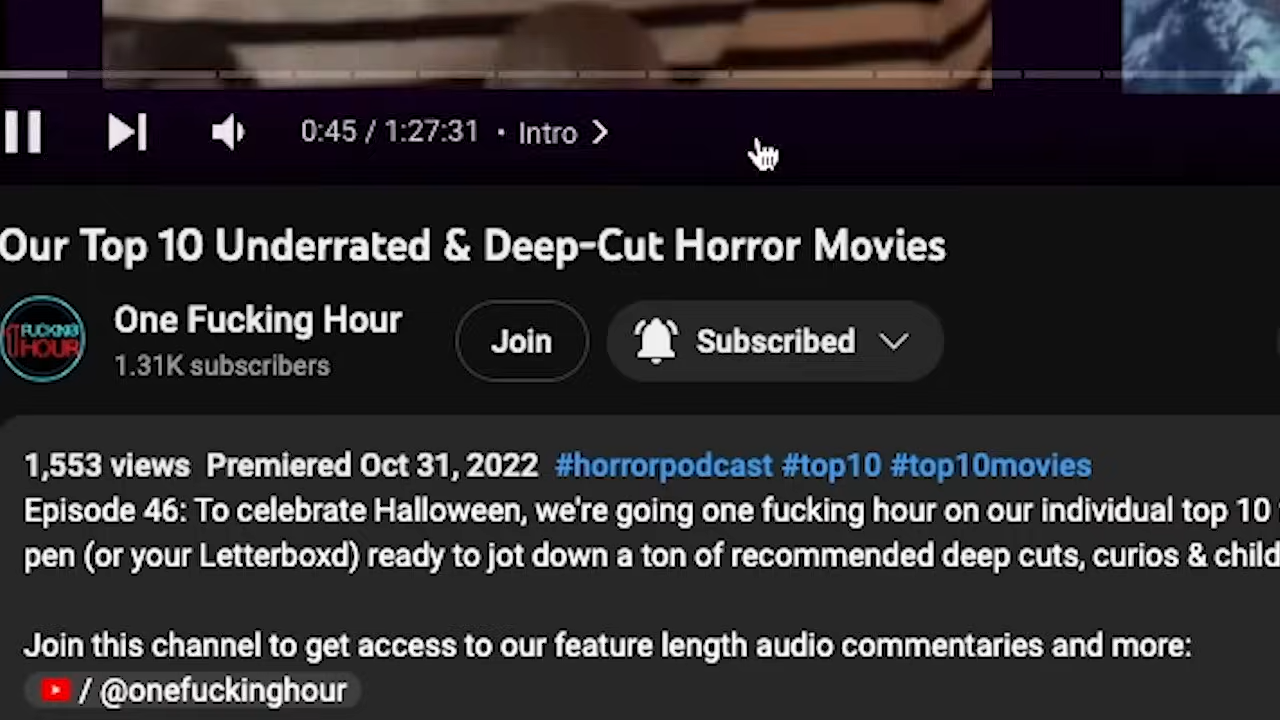 0:45 / 1:27:31 • Intro
Our Top 10 Underrated & Deep-Cut Horror Movies
1 FUCKING HOUR
One Fucking Hour
1.31K subscribers
Join
Subscribed
1,553 views Premiered Oct 31, 2022 #horrorpodcast #top10 #top10movies
Episode 46: To celebrate Halloween, we're going one fucking hour on our individual top 10
pen (or your Letterboxd) ready to jot down a ton of recommended deep cuts, curios & child
Join this channel to get access to our feature length audio commentaries and more:
/ @onefuckinghour